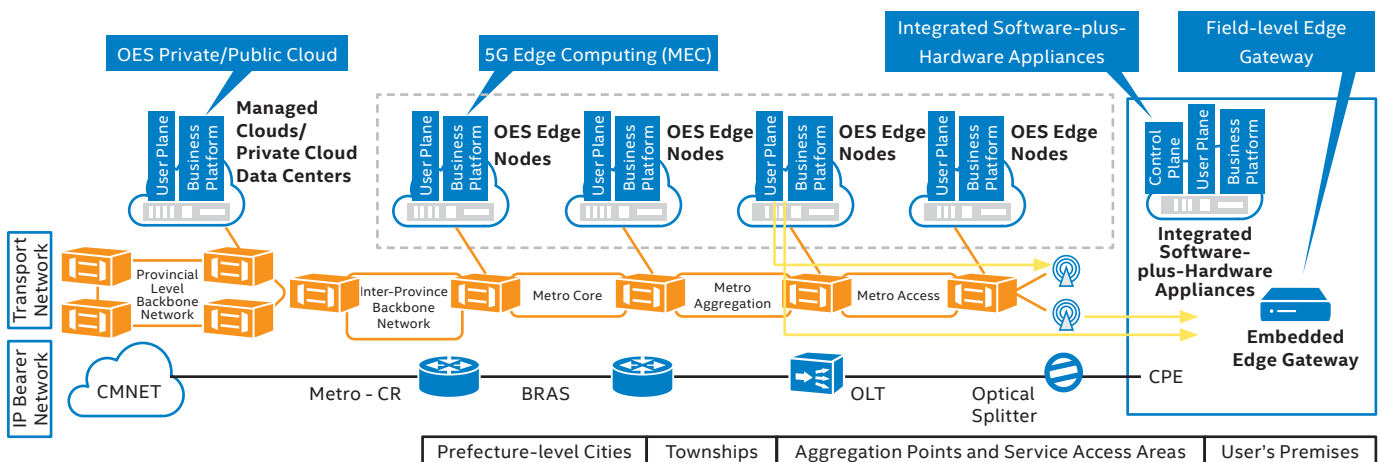 OES Private/Public Cloud
5G Edge Computing (MEC)
Integrated Software-plus-
Hardware Appliances
Field-level Edge
Gateway
User Plane
Business
Platform
Managed
Clouds/
Private Cloud
Data Centers
User Plane
Business
Platform
OES Edge
Nodes
User Plane
Business
Platform
OES Edge
Nodes
User Plane
Business
Platform
OES Edge
Nodes
User Plane
Business
Platform
OES Edge
Nodes
Control
Plane
User Plane
Business
Platform
Integrated
Software-
plus-Hardware
Appliances
Embedded
Edge Gateway
Transport
Network
Provincial
Level
Backbone
Network
Inter-Province
Backbone
Network
Metro Core
Metro
Aggregation
Metro Access
IP Bearer
Network
CMNET
Metro - CR
BRAS
OLT
Optical
Splitter
CPE
Prefecture-level Cities
Townships
Aggregation Points and Service Access Areas
User's Premises